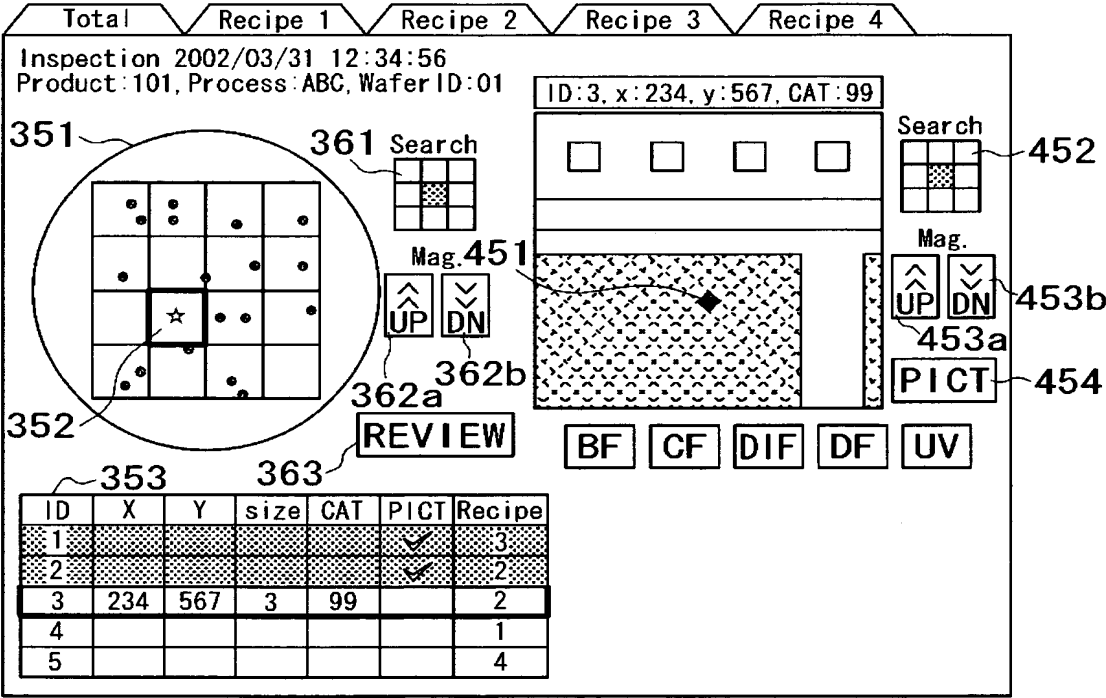 Total Recipe 1 Recipe 2 Recipe 3 Recipe 4
Inspection 2002/03/31 12:34:56
Product:101, Process:ABC, WaferID:01
ID:3, x:234, y:567, CAT:99
351
361
Search
Search
452
Mag.
451
Mag.
UP DN
UP DN
453b
453a
362b
362a
PICT
454
352
REVIEW
363
BF CF DIF DF UV
353
ID X Y size CAT PICT Recipe
1 ✓ 3
2 ✓ 2
3 234 567 3 99 2
4 1
5 4